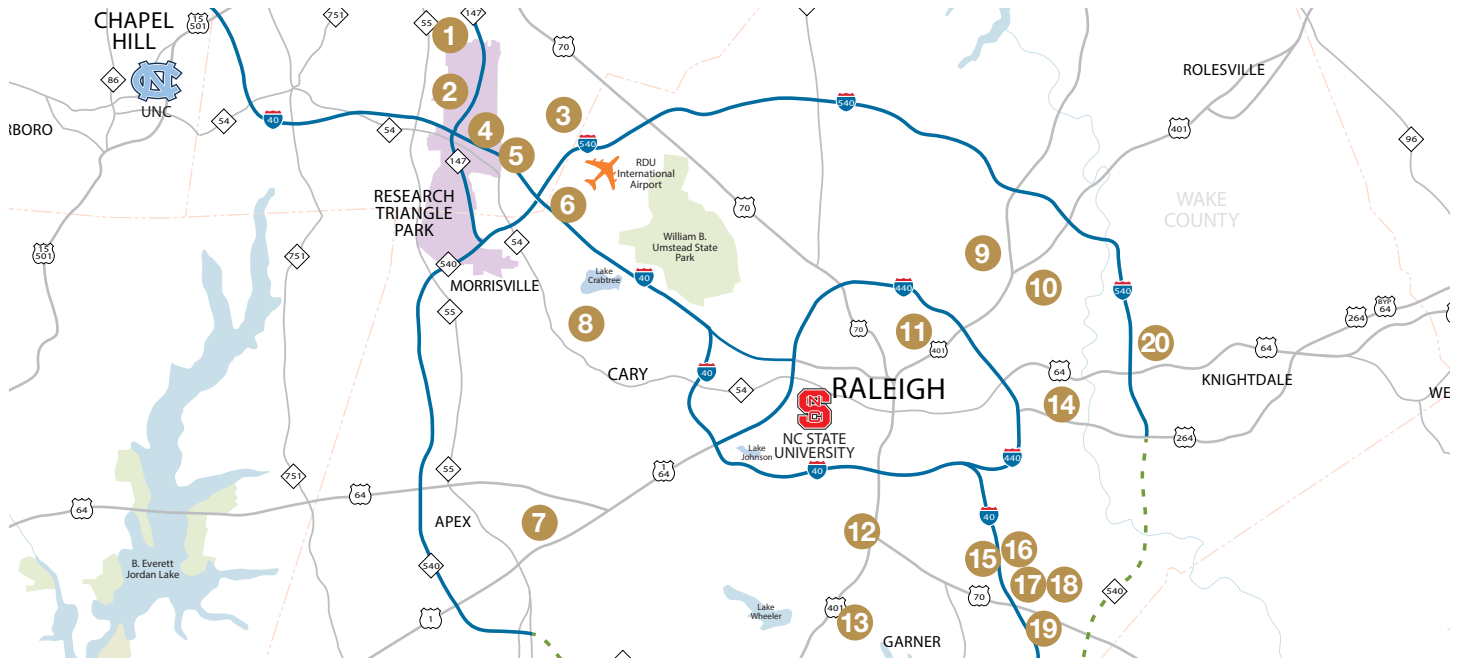 CHAPEL
HILL
UNC
RBORO
15
501
751
55
147
1
70
86
54
40
54
2
3
4
5
147
540
540
ROLESVILLE
401
96
RDU
International
Airport
RESEARCH
TRIANGLE
PARK
6
70
WAKE
COUNTY
15
501
751
54
540
MORRISVILLE
William B.
Umstead State
Park
Lake
Crabtree
40
9
10
440
540
55
8
70
11
401
20
264
BYP
64
64
64
CARY
40
54
RALEIGH
KNIGHTDALE
WE
14
264
NC STATE
UNIVERSITY
Lake
Johnson
40
440
1
64
55
751
64
64
APEX
7
12
40
15
16
17
18
B. Everett
Jordan Lake
540
1
Lake
Wheeler
401
13
70
540
19
GARNER